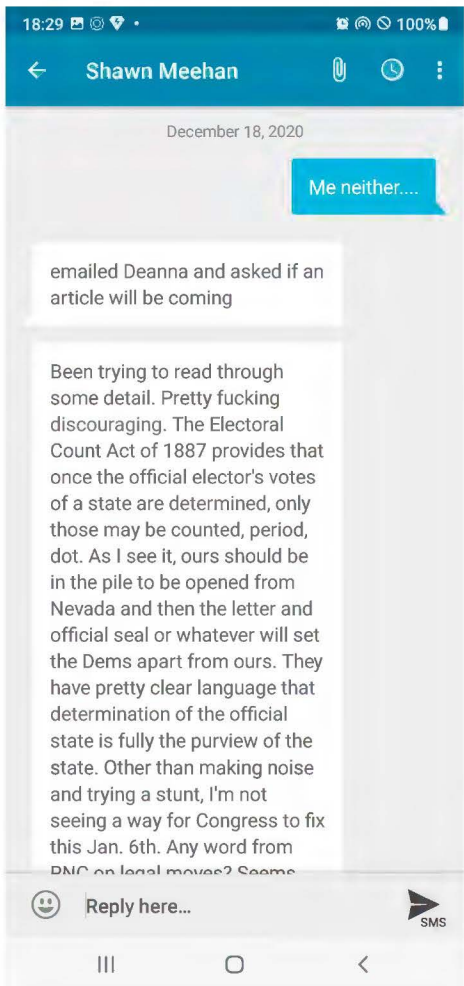 18:29
100%
Shawn Meehan
December 18, 2020
Me neither....
emailed Deanna and asked if an
article will be coming
Been trying to read through
some detail. Pretty fucking
discouraging. The Electoral
Count Act of 1887 provides that
once the official elector's votes
of a state are determined, only
those may be counted, period,
dot. As I see it, ours should be
in the pile to be opened from
Nevada and then the letter and
official seal or whatever will set
the Dems apart from ours. They
have pretty clear language that
determination of the official
state is fully the purview of the
state. Other than making noise
and trying a stunt, I'm not
seeing a way for Congress to fix
this Jan. 6th. Any word from
RNC on legal moves? Seems
Reply here...
SMS